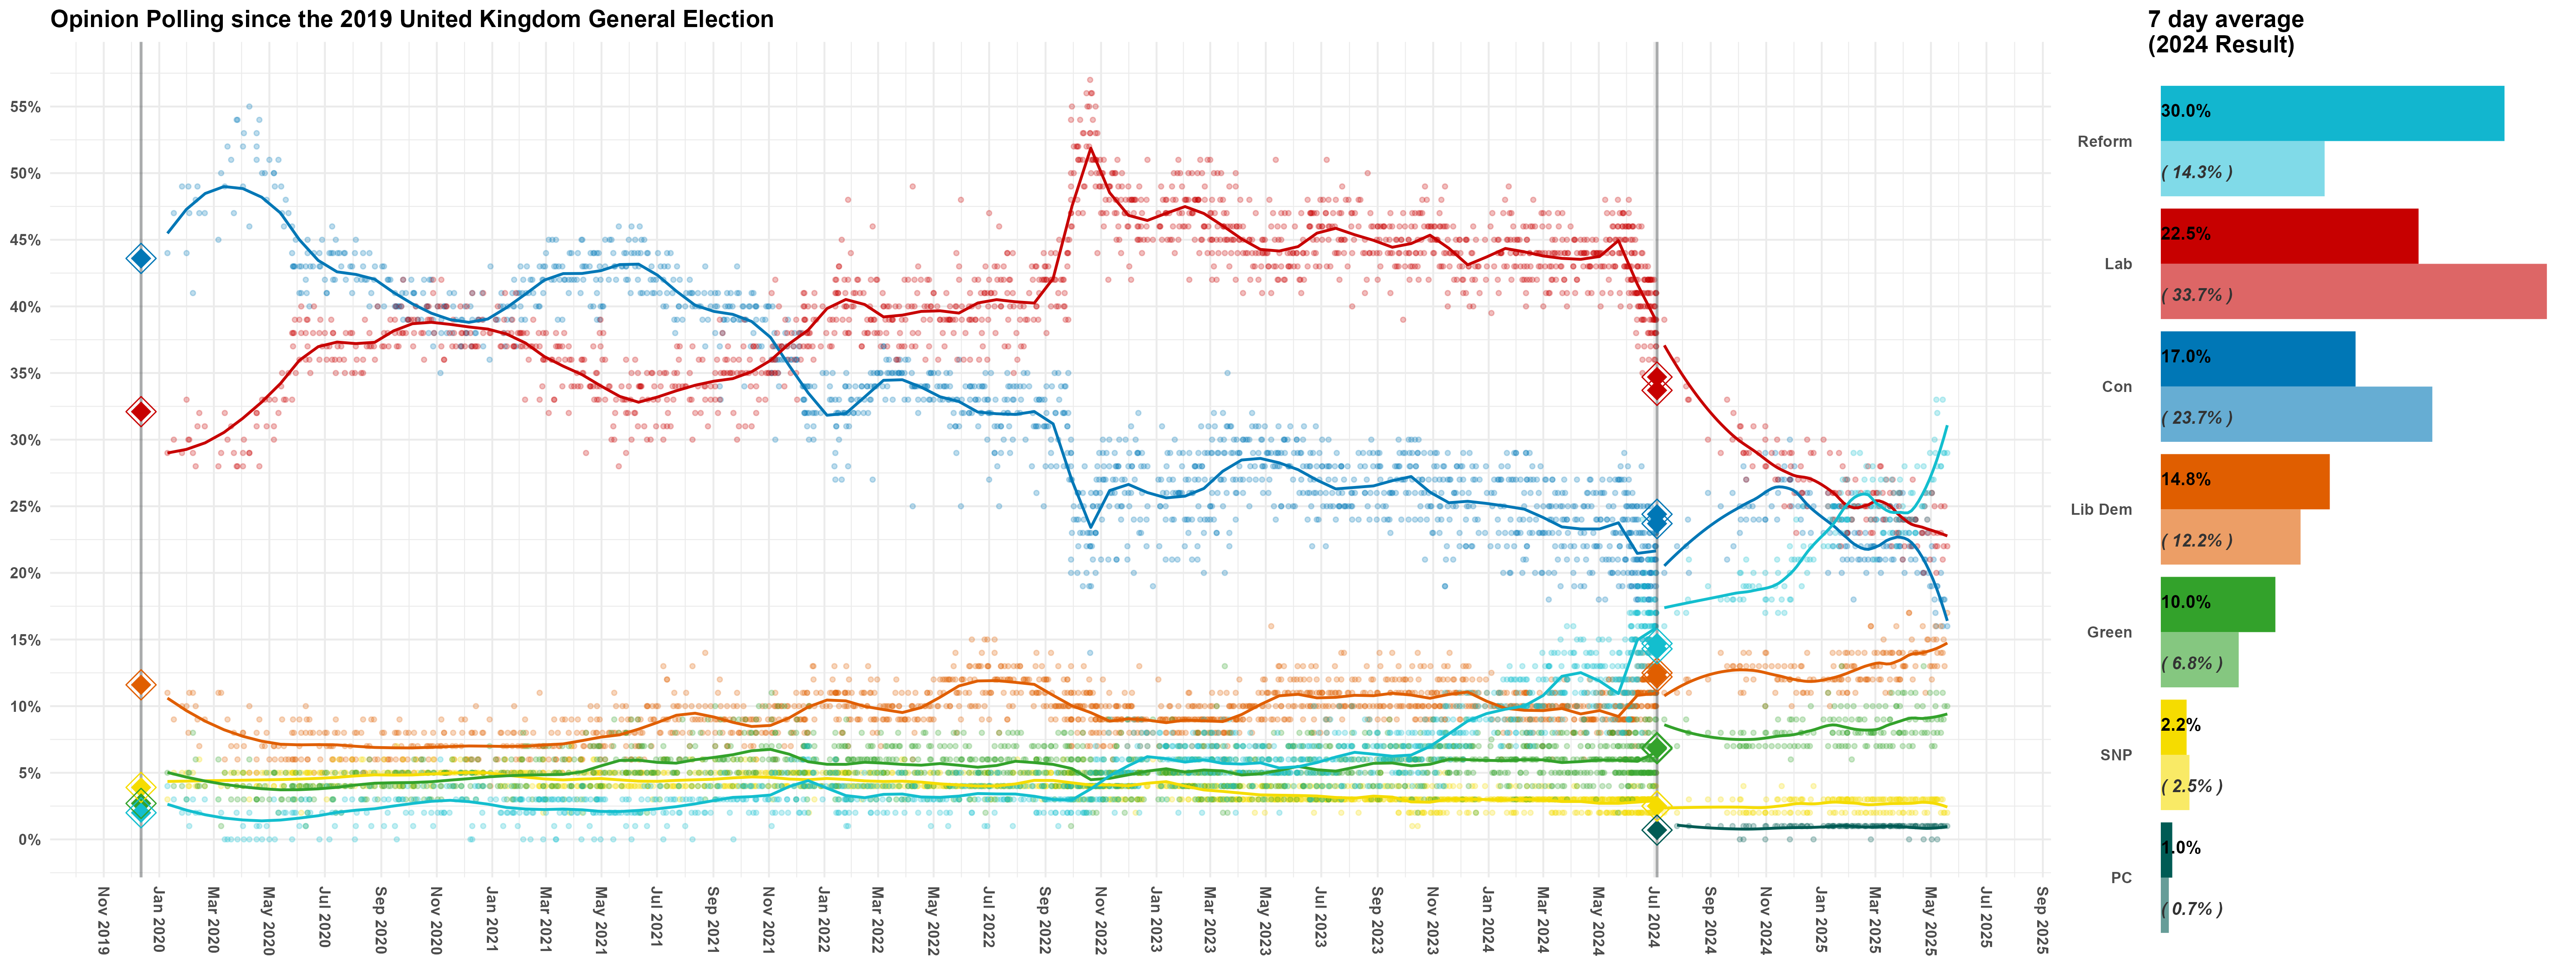 Opinion Polling since the 2019 United Kingdom General Election
55%
50%
45%
40%
35%
30%
25%
20%
15%
10%
5%
0%
Nov 2019
Jan 2020
Mar 2020
May 2020
Jul 2020
Sep 2020
Nov 2020
Jan 2021
Mar 2021
May 2021
Jul 2021
Sep 2021
Nov 2021
Jan 2022
Mar 2022
May 2022
Jul 2022
Sep 2022
Nov 2022
Jan 2023
Mar 2023
May 2023
Jul 2023
Sep 2023
Nov 2023
Jan 2024
Mar 2024
May 2024
Jul 2024
Sep 2024
Nov 2024
Jan 2025
Mar 2025
May 2025
Jul 2025
Sep 2025
7 day average
(2024 Result)
Reform
30.0%
( 14.3% )
Lab
22.5%
( 33.7% )
Con
17.0%
( 23.7% )
Lib Dem
14.8%
( 12.2% )
Green
10.0%
( 6.8% )
SNP
2.2%
( 2.5% )
PC
1.0%
( 0.7% )